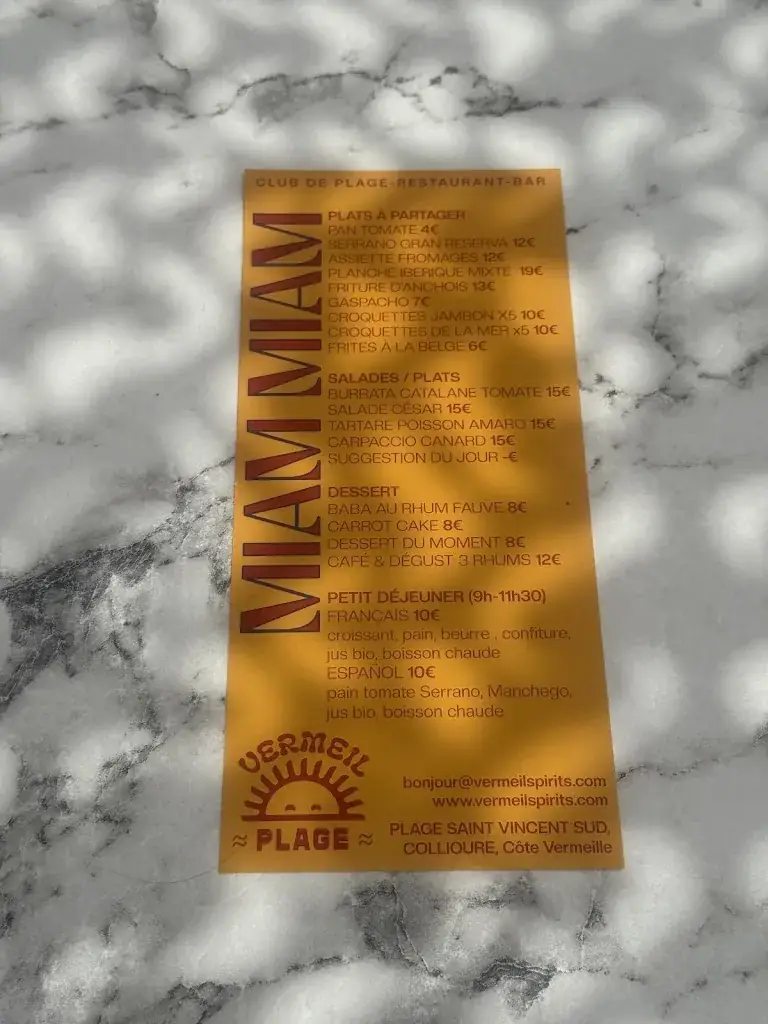 CLUB DE PLAGE-RESTAURANT-BAR
MIAM MIAM
PLATS À PARTAGER
PAN TOMATE 4€
SERRANO GRAN RESERVA 12€
ASSIETTE FROMAGES 12€
PLANCHE IBERIQUE MIXTE 19€
FRITURE D'ANCHOIS 13€
GASPACHO 7€
CROQUETTES JAMBON X5 10€
CROQUETTES DE LA MER x5 10€
FRITES À LA BELGE 6€
SALADES / PLATS
BURRATA CATALANE TOMATE 15€
SALADE CÉSAR 15€
TARTARE POISSON AMARO 15€
CARPACCIO CANARD 15€
SUGGESTION DU JOUR -€
DESSERT
BABA AU RHUM FAUVE 8€
CARROT CAKE 8€
DESSERT DU MOMENT 8€
CAFÉ & DÉGUST 3 RHUMS 12€
PETIT DÉJEUNER (9h-11h30)
FRANÇAIS 10€
croissant, pain, beurre , confiture,
jus bio, boisson chaude
ESPAÑOL 10€
pain tomate Serrano, Manchego,
jus bio, boisson chaude
VERMEIL
≈ PLAGE ≈
bonjour@vermeilspirits.com
www.vermeilspirits.com
PLAGE SAINT VINCENT SUD,
COLLIOURE, Côte Vermeille